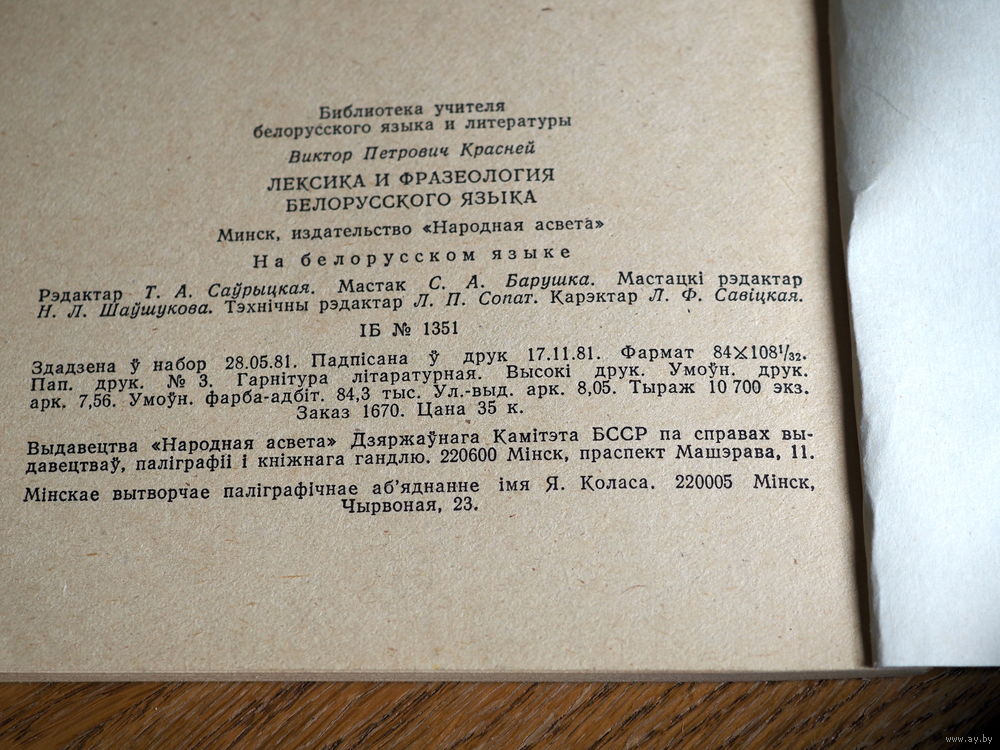 Библиотека учителя
белорусского языка и литературы
Виктор Петрович Красней
ЛЕКСИКА И ФРАЗЕОЛОГИЯ
БЕЛОРУССКОГО ЯЗЫКА
Минск, издательство «Народная асвета»
На белорусском языке
Рэдактар Т. А. Саўрыцкая. Мастак С. А. Барушка. Мастацкі рэдактар
Н. Л. Шаўшукова. Тэхнічны рэдактар Л. П. Сопат. Карэктар Л. Ф. Савіцкая.
ІБ № 1351
Здадзена ў набор 28.05.81. Падпісана ў друк 17.11.81. Фармат 84×108¹/₃₂.
Пап. друк. № 3. Гарнітура літаратурная. Высокі друк. Умоўн. друк.
арк. 7,56. Умоўн. фарба-адбіт. 84,3 тыс. Ул.-выд. арк. 8,05. Тыраж 10 700 экз.
Заказ 1670. Цана 35 к.
Выдавецтва «Народная асвета» Дзяржаўнага Камітэта БССР па справах вы-
давецтваў, паліграфіі і кніжнага гандлю. 220600 Мінск, праспект Машэрава, 11.
Мінскае вытворчае паліграфічнае аб'яднанне імя Я. Коласа. 220005 Мінск,
Чырвоная, 23.
www.ay.by